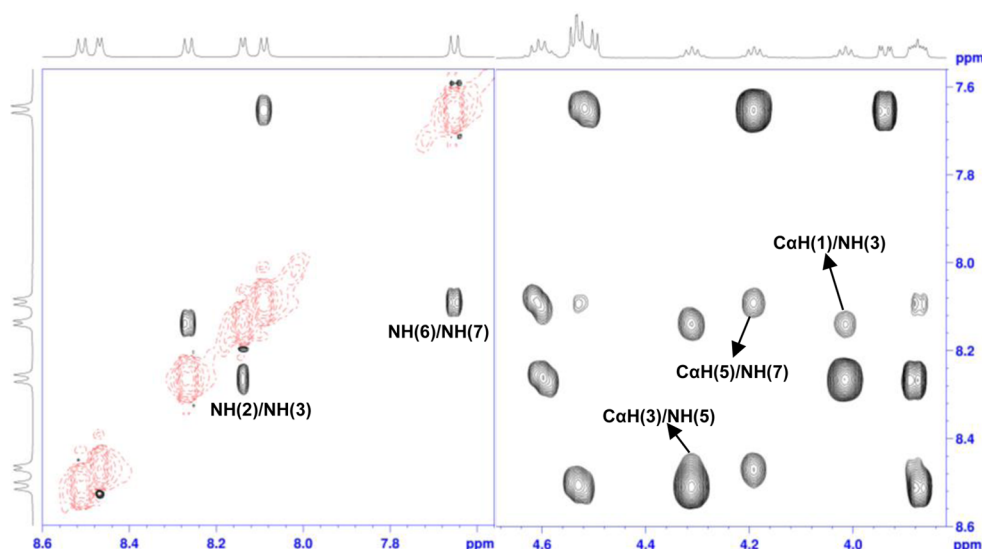 ppm
7.6
7.8
CαH(1)/NH(3)
8.0
NH(6)/NH(7)
CαH(5)/NH(7)
8.2
NH(2)/NH(3)
CαH(3)/NH(5)
8.4
8.6
8.6 8.4 8.2 8.0 7.8 ppm 4.6 4.4 4.2 4.0 ppm